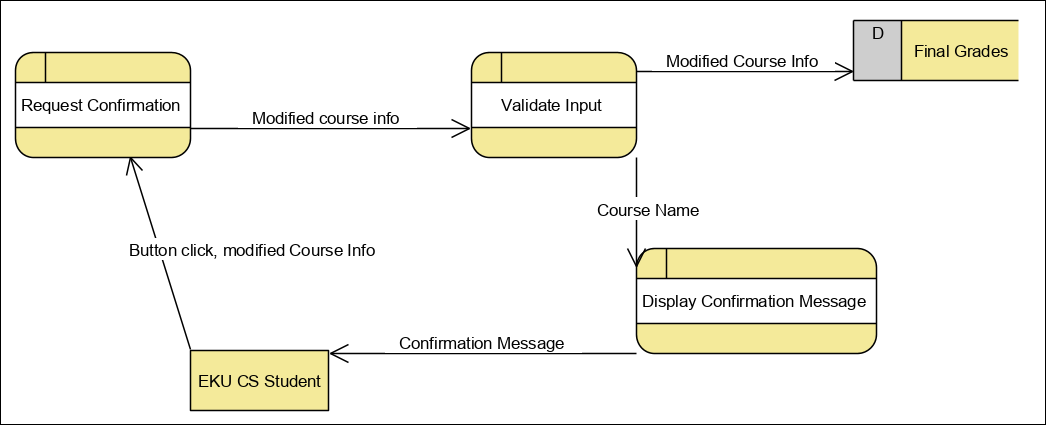 D
Final Grades
Modified Course Info
Request Confirmation
Validate Input
Modified course info
Course Name
Button click, modified Course Info
Display Confirmation Message
Confirmation Message
EKU CS Student